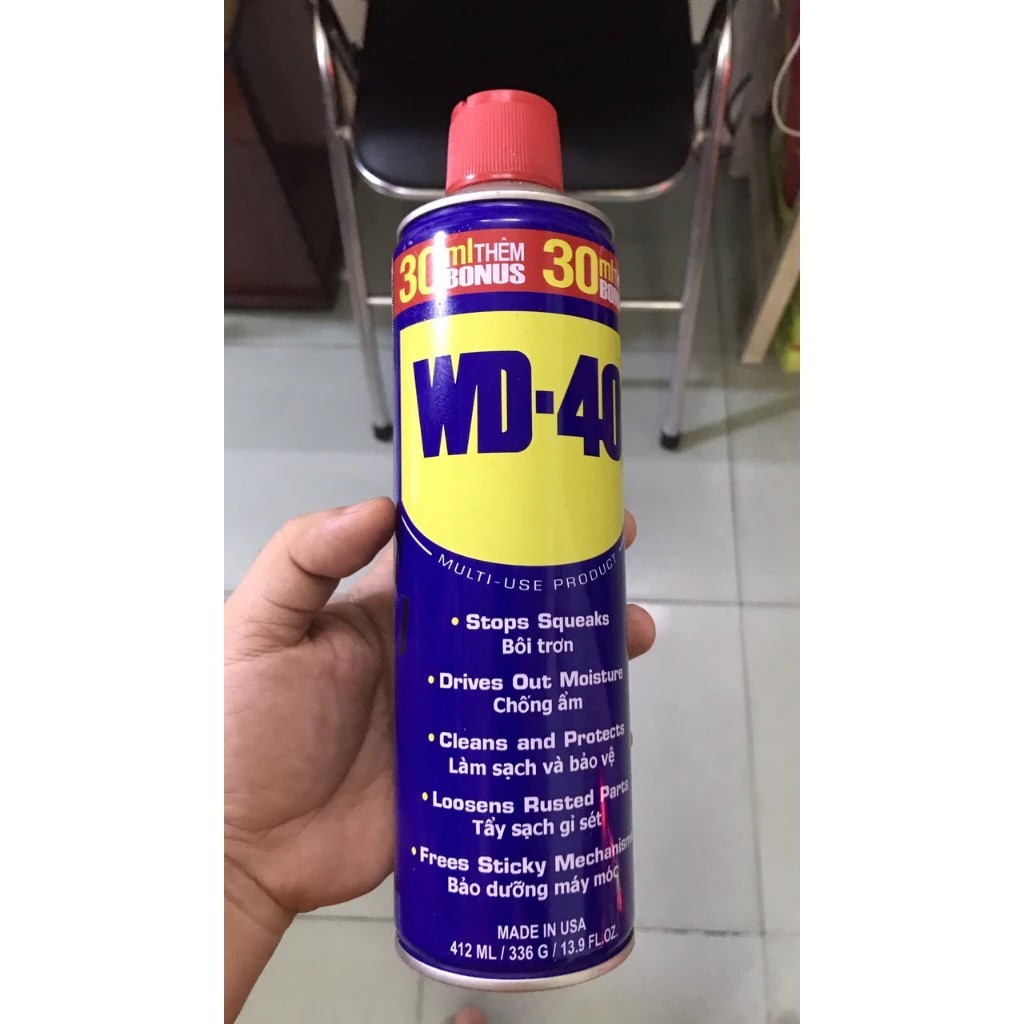 30ml THÊM BONUS 30ml
WD-40
MULTI-USE PRODUCT
• Stops Squeaks
Bôi trơn
• Drives Out Moisture
Chống ẩm
• Cleans and Protects
Làm sạch và bảo vệ
• Loosens Rusted Parts
Tẩy sạch gỉ sét
• Frees Sticky Mechanisms
Bảo dưỡng máy móc
MADE IN USA
412 ML / 336 G / 13.9 FL.OZ.